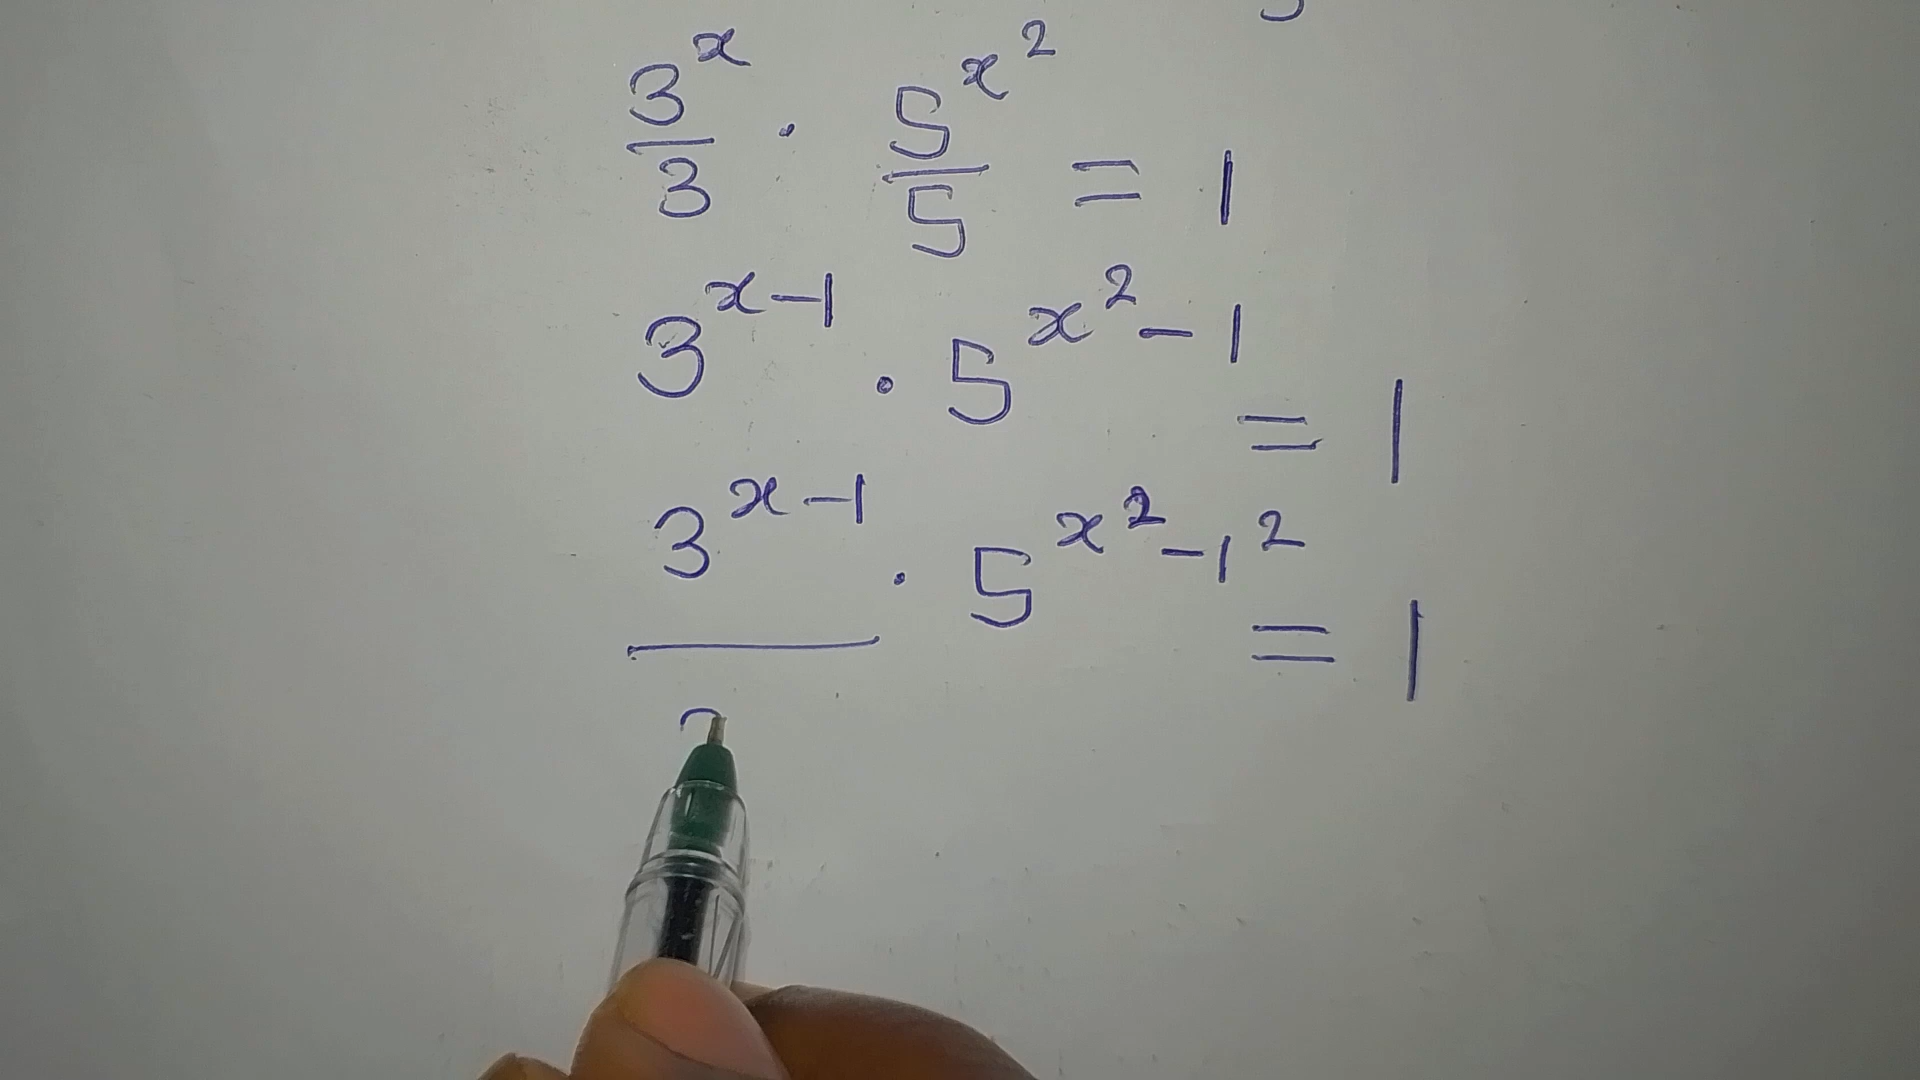 3^x/3 · 5^x^2/5 = 1
3^x-1 · 5^x^2-1 = 1
3^x-1 · 5^x^2-1^2 = 1